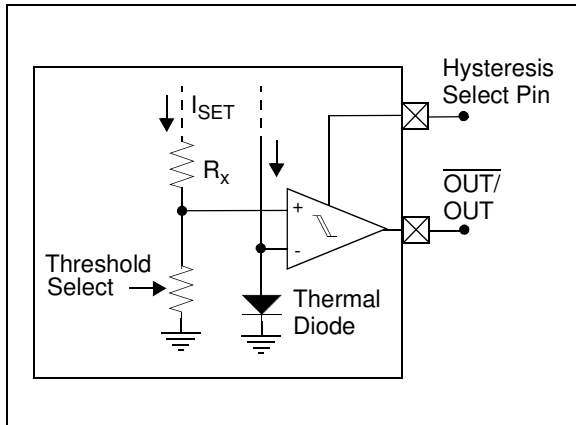 Hysteresis
Select Pin
I_SET
R_x
OUT/
OUT
+
-
Threshold
Select
Thermal
Diode